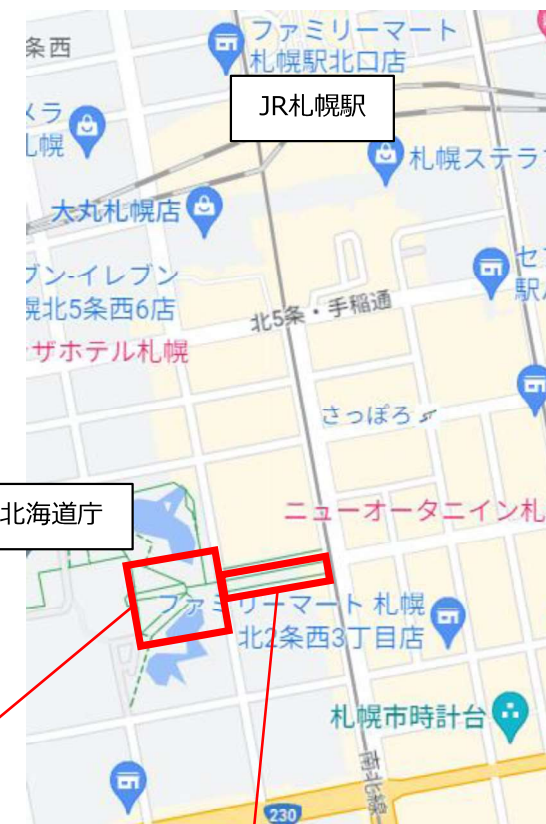 条西
ファミリーマート
札幌駅北口店
JR札幌駅
メラ
札幌
札幌ステラ
大丸札幌店
ブン-イレブン
幌北5条西6店
セ
駅
北5条・手稲通
ザホテル札幌
さっぽろ
北海道庁
ニューオータニイン札
ファミリーマート 札幌
北2条西3丁目店
札幌市時計台
南北線
230